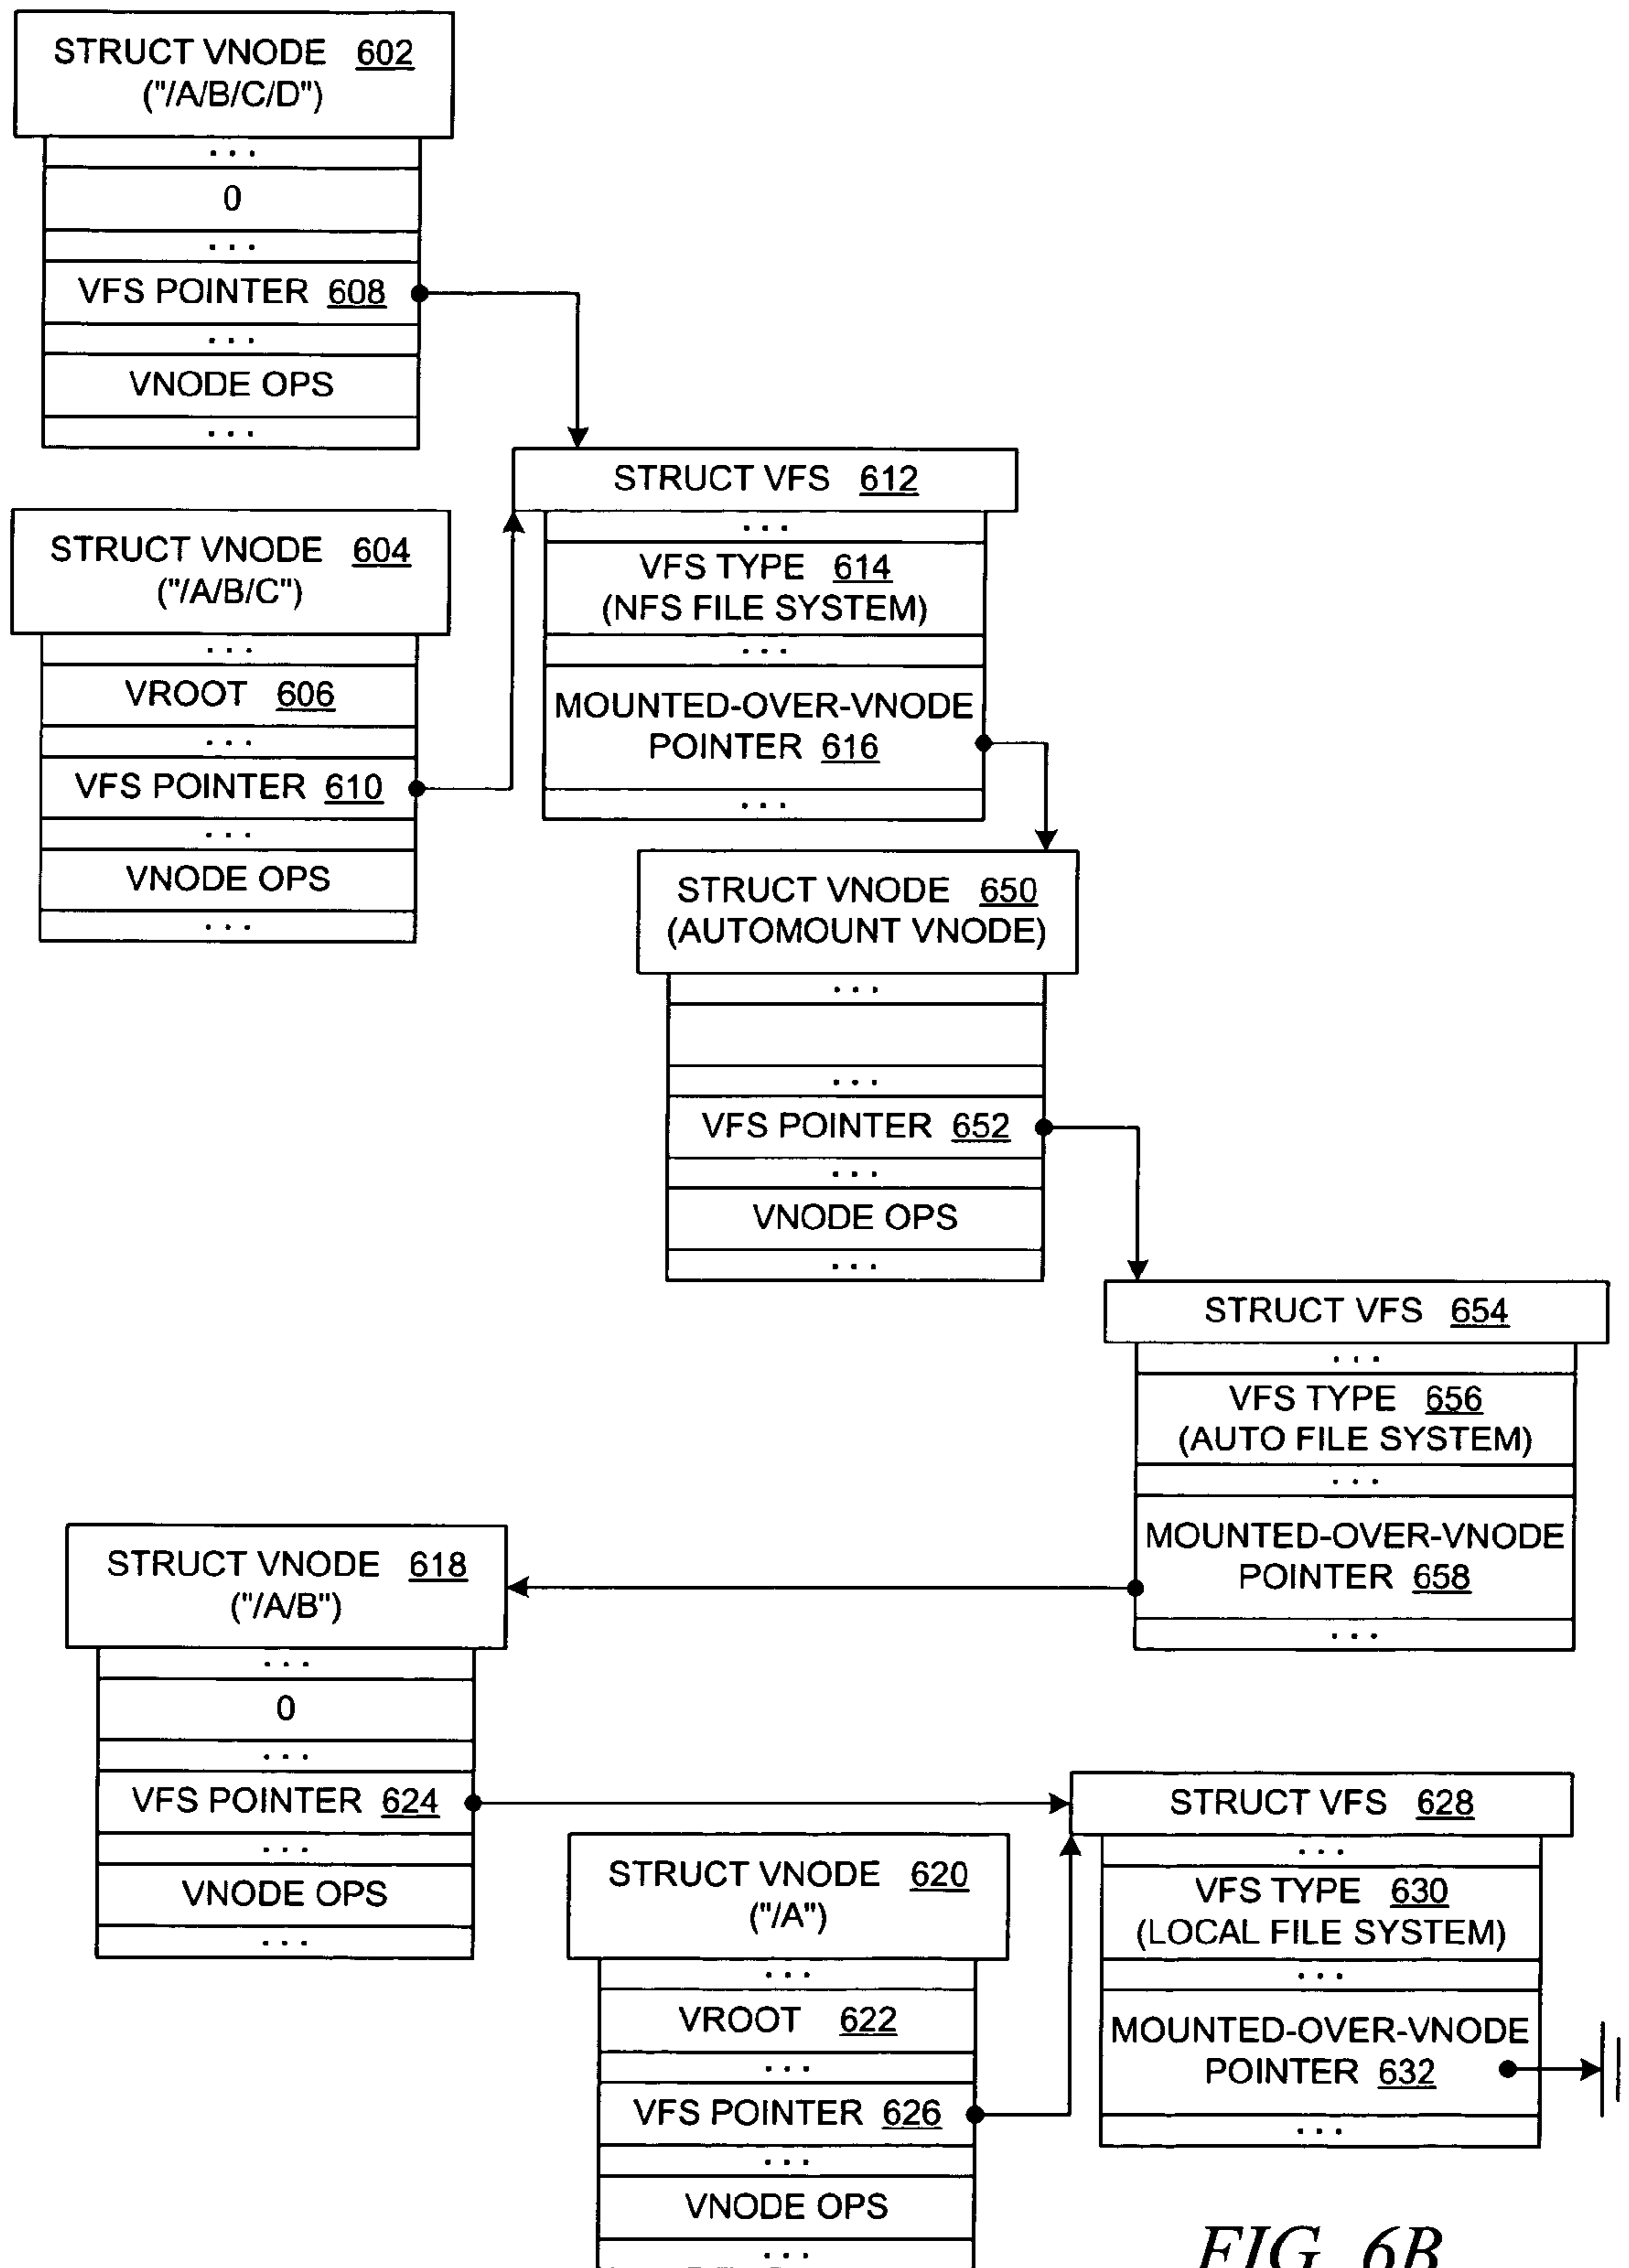 STRUCT VNODE 602
("/A/B/C/D")
...
0
...
VFS POINTER 608
...
VNODE OPS
...
STRUCT VFS 612
...
VFS TYPE 614
(NFS FILE SYSTEM)
...
MOUNTED-OVER-VNODE
POINTER 616
...
STRUCT VNODE 604
("/A/B/C")
...
VROOT 606
...
VFS POINTER 610
...
VNODE OPS
...
STRUCT VNODE 650
(AUTOMOUNT VNODE)
...
...
VFS POINTER 652
...
VNODE OPS
...
STRUCT VFS 654
...
VFS TYPE 656
(AUTO FILE SYSTEM)
...
MOUNTED-OVER-VNODE
POINTER 658
...
STRUCT VNODE 618
("/A/B")
...
0
...
VFS POINTER 624
...
VNODE OPS
...
STRUCT VFS 628
...
VFS TYPE 630
(LOCAL FILE SYSTEM)
...
MOUNTED-OVER-VNODE
POINTER 632
...
STRUCT VNODE 620
("/A")
...
VROOT 622
...
VFS POINTER 626
...
VNODE OPS
...
FIG. 6B